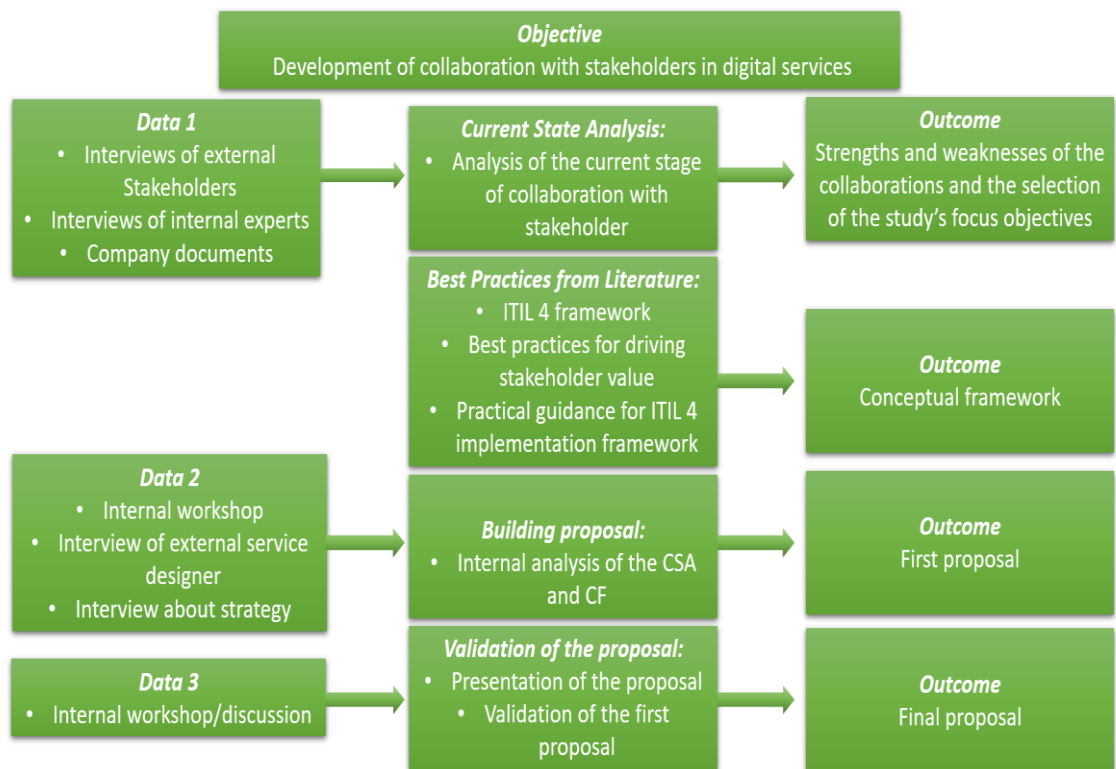 Objective
Development of collaboration with stakeholders in digital services
Data 1
• Interviews of external
Stakeholders
• Interviews of internal experts
• Company documents
Current State Analysis:
• Analysis of the current stage
of collaboration with
stakeholder
Outcome
Strengths and weaknesses of the
collaborations and the selection
of the study's focus objectives
Best Practices from Literature:
• ITIL 4 framework
• Best practices for driving
stakeholder value
• Practical guidance for ITIL 4
implementation framework
Outcome
Conceptual framework
Data 2
• Internal workshop
• Interview of external service
designer
• Interview about strategy
Building proposal:
• Internal analysis of the CSA
and CF
Outcome
First proposal
Data 3
• Internal workshop/discussion
Validation of the proposal:
• Presentation of the proposal
• Validation of the first
proposal
Outcome
Final proposal